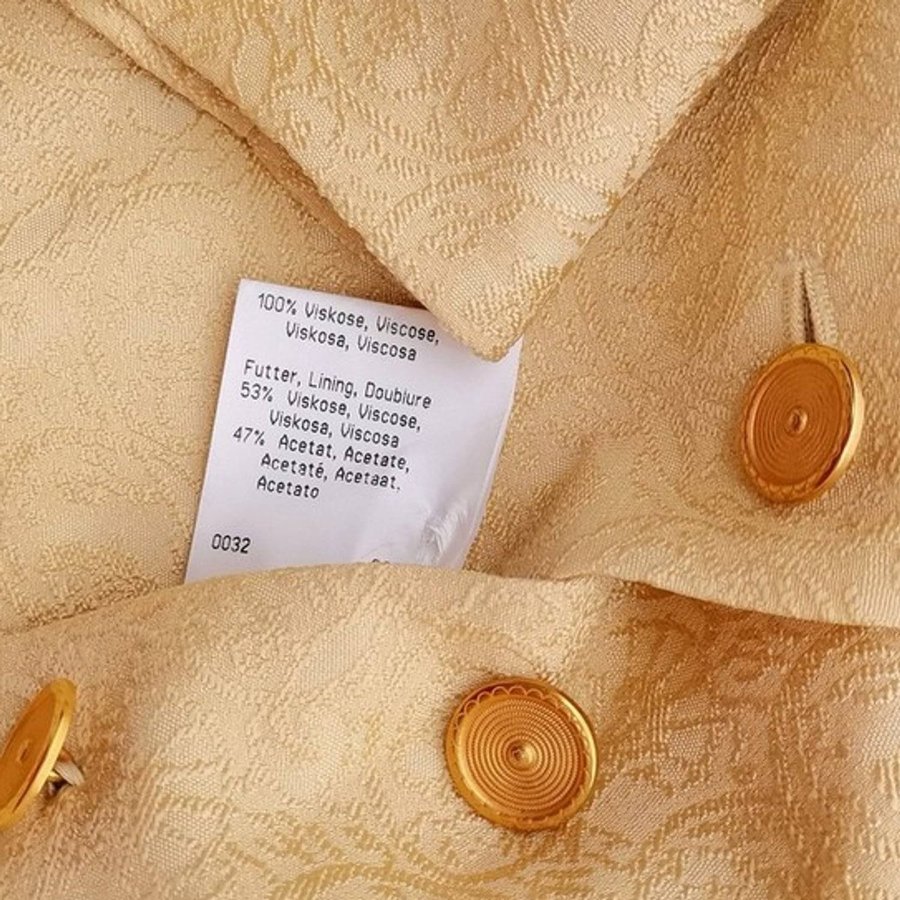 100% Viskose, Viscose,
Viskosa, Viscosa
Futter, Lining, Doublure
53% Viskose, Viscose,
Viskosa, Viscosa
47% Acetat, Acetate,
Acetaté, Acetaat,
Acetato
0032